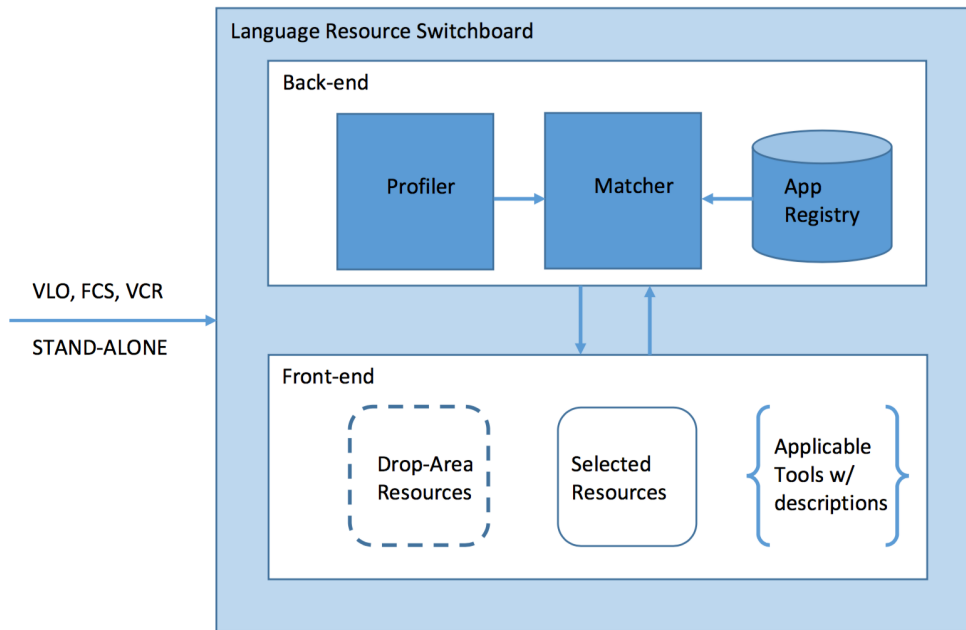 Language Resource Switchboard
Back-end
Profiler
Matcher
App
Registry
VLO, FCS, VCR
STAND-ALONE
Front-end
Drop-Area
Resources
Selected
Resources
Applicable
Tools w/
descriptions